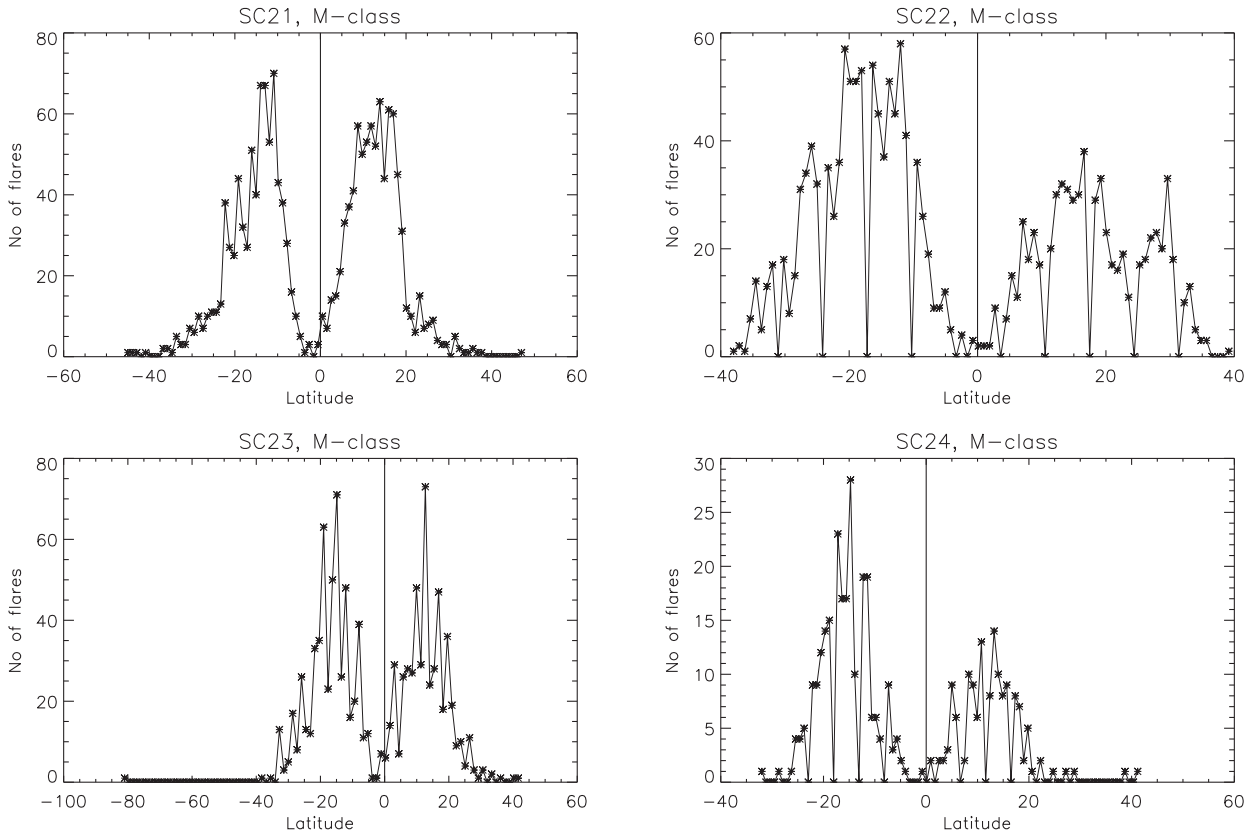 SC21, M-class
80
60
40
20
0
No of flares
-60 -40 -20 0 20 40 60
Latitude
SC22, M-class
60
40
20
0
No of flares
-40 -20 0 20 40
Latitude
SC23, M-class
80
60
40
20
0
No of flares
-100 -80 -60 -40 -20 0 20 40 60
Latitude
SC24, M-class
30
25
20
15
10
5
0
No of flares
-40 -20 0 20 40 60
Latitude